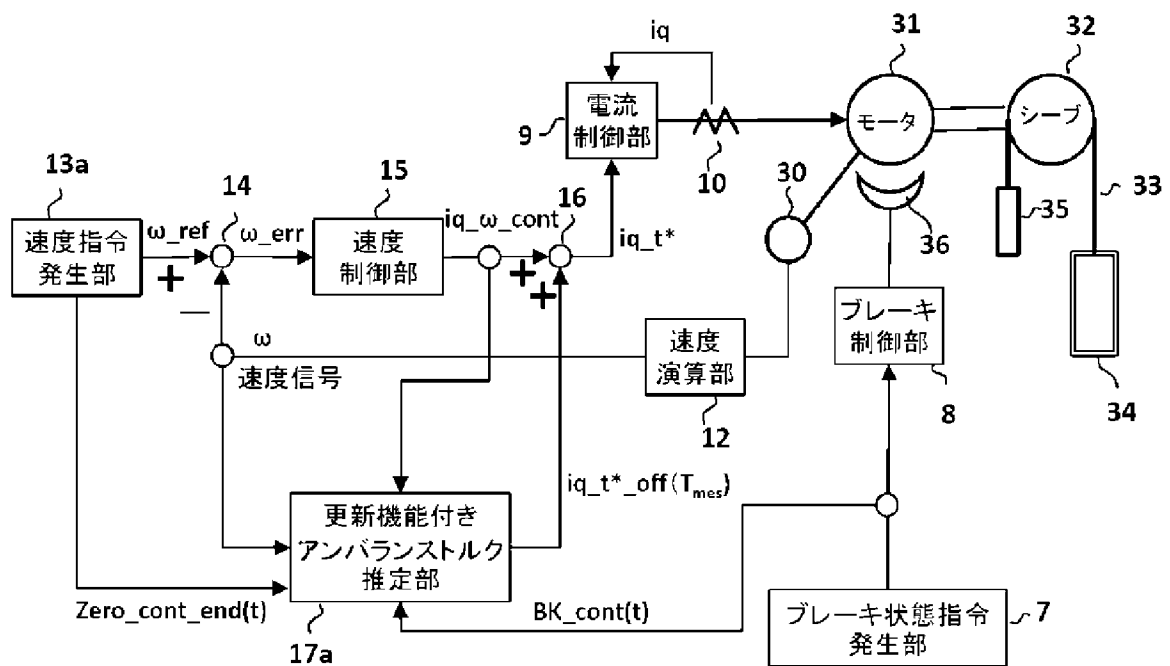 iq
31
32
電流
制御部
9
モータ
シーブ
10
13a
14
15
16
30
33
35
36
速度指令
発生部
ω_ref
ω_err
速度
制御部
iq_ω_cont
iq_t*
+
+
+
—
ω
速度信号
速度
演算部
12
ブレーキ
制御部
8
34
iq_t*_off(Tmes)
更新機能付き
アンバランストルク
推定部
Zero_cont_end(t)
BK_cont(t)
17a
ブレーキ状態指令
発生部
7